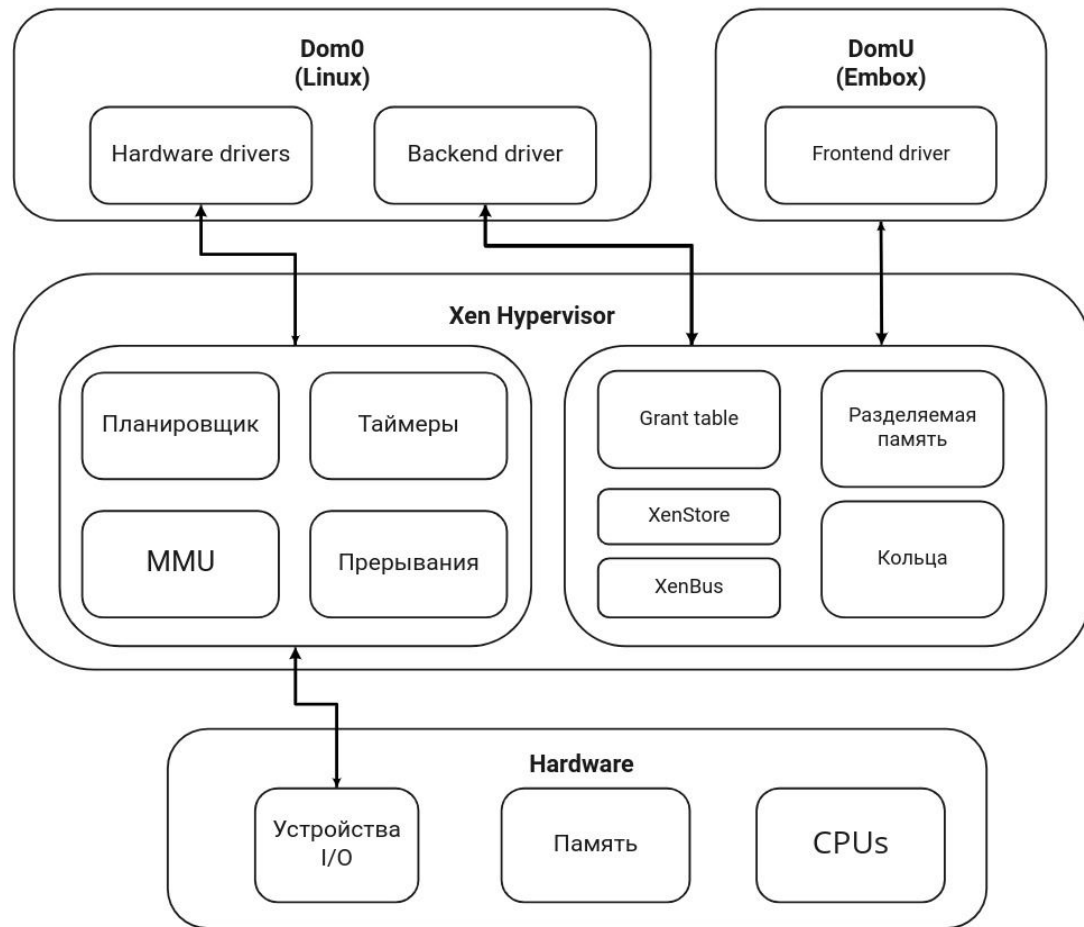 Dom0
(Linux)
Hardware drivers
Backend driver
DomU
(Embox)
Frontend driver
Xen Hypervisor
Планировщик
Таймеры
MMU
Прерывания
Grant table
Разделяемая
память
XenStore
XenBus
Кольца
Hardware
Устройства
I/O
Память
CPUs